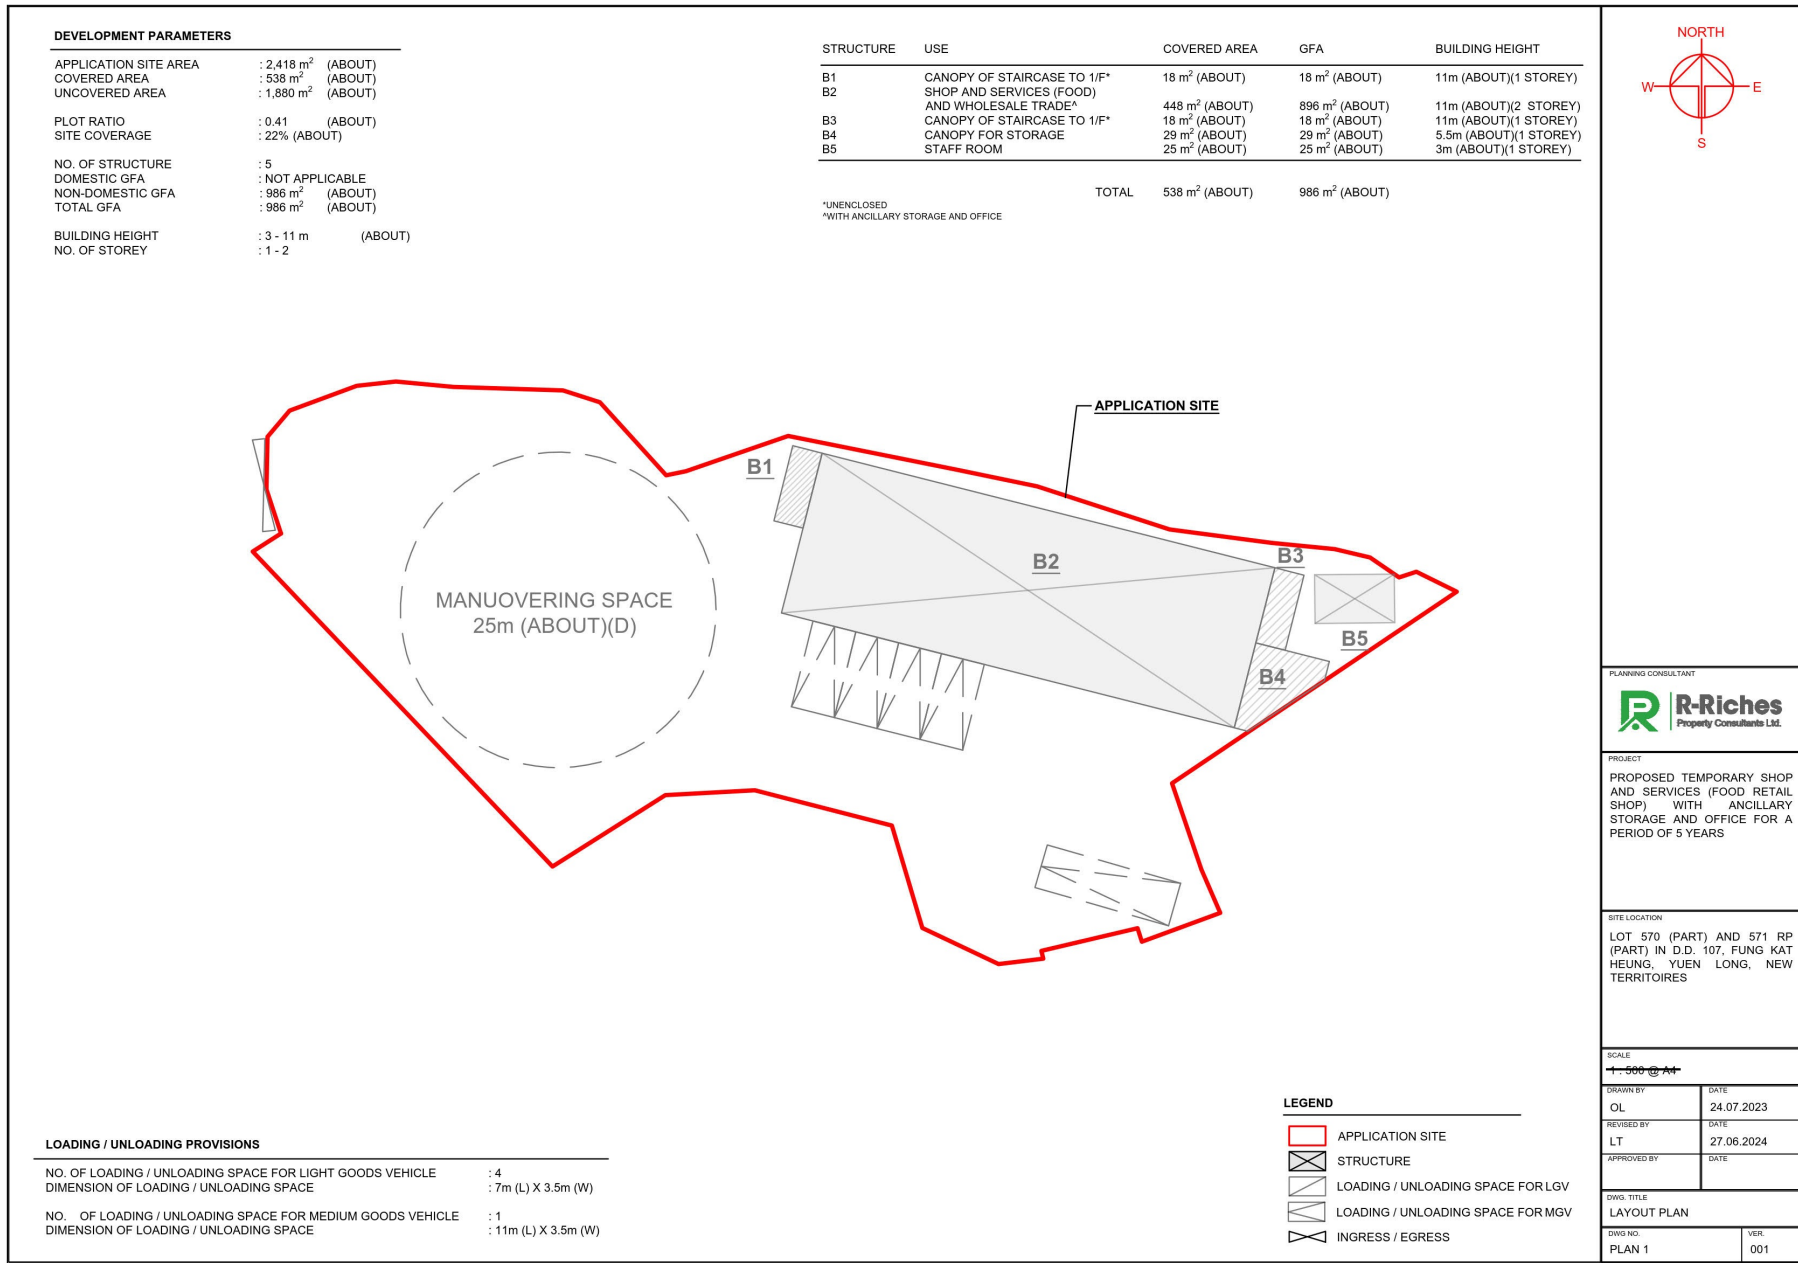 DEVELOPMENT PARAMETERS
APPLICATION SITE AREA : 2,418 m² (ABOUT)
COVERED AREA : 538 m² (ABOUT)
UNCOVERED AREA : 1,880 m² (ABOUT)
PLOT RATIO : 0.41 (ABOUT)
SITE COVERAGE : 22% (ABOUT)
NO. OF STRUCTURE : 5
DOMESTIC GFA : NOT APPLICABLE
NON-DOMESTIC GFA : 986 m² (ABOUT)
TOTAL GFA : 986 m² (ABOUT)
BUILDING HEIGHT : 3 - 11 m (ABOUT)
NO. OF STOREY : 1 - 2
STRUCTURE USE COVERED AREA GFA BUILDING HEIGHT
B1 CANOPY OF STAIRCASE TO 1/F* 18 m² (ABOUT) 18 m² (ABOUT) 11m (ABOUT)(1 STOREY)
B2 SHOP AND SERVICES (FOOD)
AND WHOLESALE TRADE^ 448 m² (ABOUT) 896 m² (ABOUT) 11m (ABOUT)(2 STOREY)
B3 CANOPY OF STAIRCASE TO 1/F* 18 m² (ABOUT) 18 m² (ABOUT) 11m (ABOUT)(1 STOREY)
B4 CANOPY FOR STORAGE 29 m² (ABOUT) 29 m² (ABOUT) 5.5m (ABOUT)(1 STOREY)
B5 STAFF ROOM 25 m² (ABOUT) 25 m² (ABOUT) 3m (ABOUT)(1 STOREY)
TOTAL 538 m² (ABOUT) 986 m² (ABOUT)
*UNENCLOSED
^WITH ANCILLARY STORAGE AND OFFICE
NORTH
W E
S
APPLICATION SITE
B1
B2
B3
B5
B4
MANUOVERING SPACE
25m (ABOUT)(D)
PLANNING CONSULTANT
R-Riches
Property Consultants Ltd.
PROJECT
PROPOSED TEMPORARY SHOP
AND SERVICES (FOOD RETAIL
SHOP) WITH ANCILLARY
STORAGE AND OFFICE FOR A
PERIOD OF 5 YEARS
SITE LOCATION
LOT 570 (PART) AND 571 RP
(PART) IN D.D. 107, FUNG KAT
HEUNG, YUEN LONG, NEW
TERRITOIRES
SCALE
1 : 500 @ A4
DRAWN BY DATE
OL 24.07.2023
REVISED BY DATE
LT 27.06.2024
APPROVED BY DATE
DWG. TITLE
LAYOUT PLAN
DWG NO. VER.
PLAN 1 001
LOADING / UNLOADING PROVISIONS
NO. OF LOADING / UNLOADING SPACE FOR LIGHT GOODS VEHICLE : 4
DIMENSION OF LOADING / UNLOADING SPACE : 7m (L) X 3.5m (W)
NO. OF LOADING / UNLOADING SPACE FOR MEDIUM GOODS VEHICLE : 1
DIMENSION OF LOADING / UNLOADING SPACE : 11m (L) X 3.5m (W)
LEGEND
APPLICATION SITE
STRUCTURE
LOADING / UNLOADING SPACE FOR LGV
LOADING / UNLOADING SPACE FOR MGV
INGRESS / EGRESS